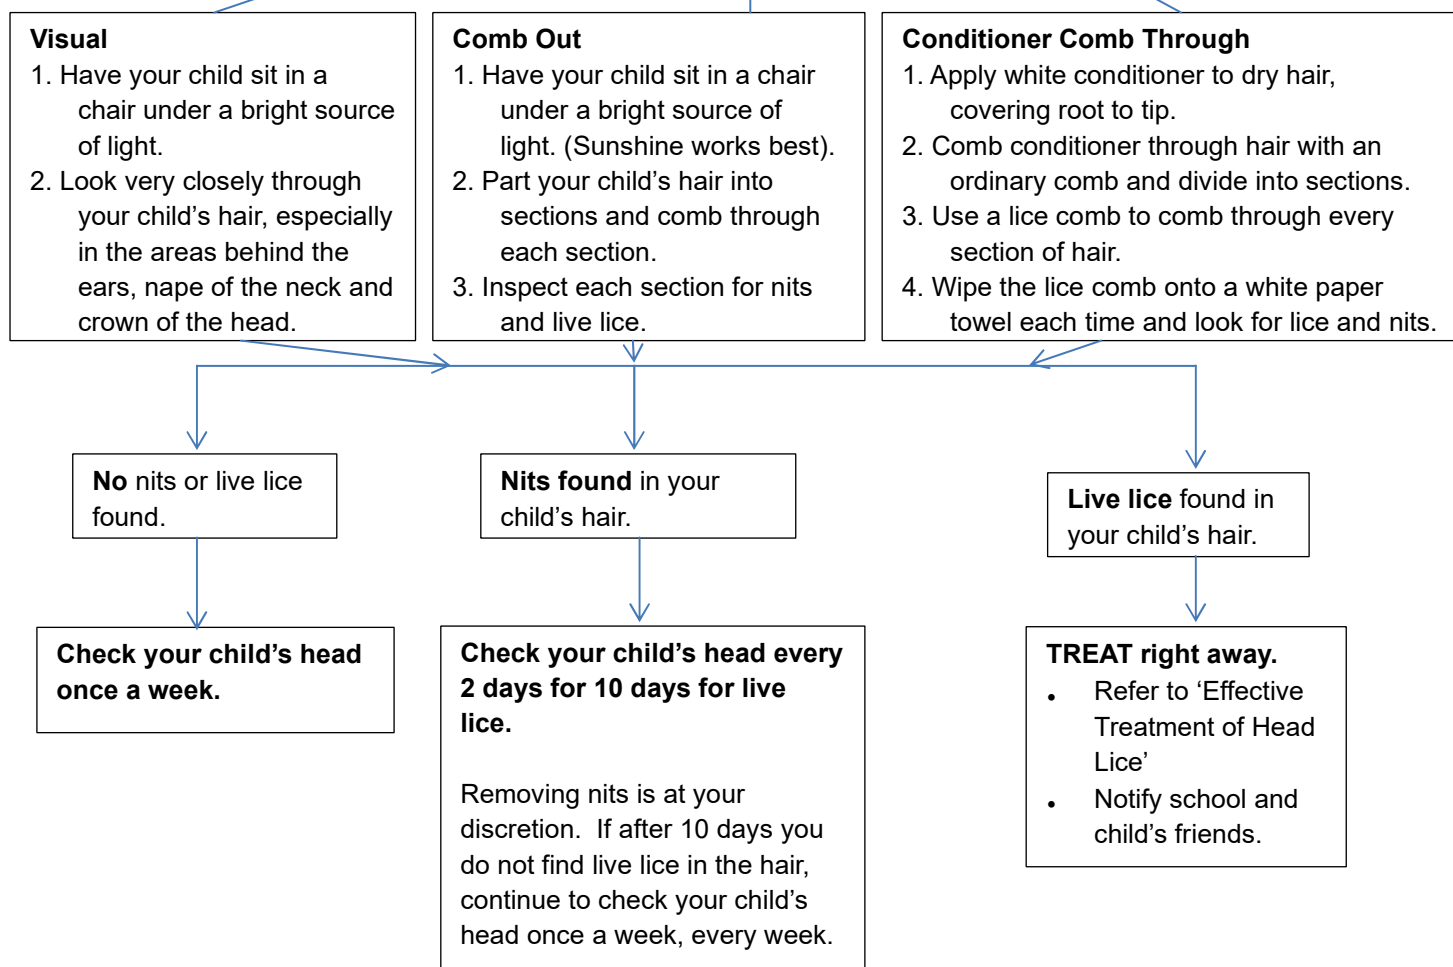 Visual
1. Have your child sit in a
chair under a bright source
of light.
2. Look very closely through
your child’s hair, especially
in the areas behind the
ears, nape of the neck and
crown of the head.
Comb Out
1. Have your child sit in a chair
under a bright source of
light. (Sunshine works best).
2. Part your child’s hair into
sections and comb through
each section.
3. Inspect each section for nits
and live lice.
Conditioner Comb Through
1. Apply white conditioner to dry hair,
covering root to tip.
2. Comb conditioner through hair with an
ordinary comb and divide into sections.
3. Use a lice comb to comb through every
section of hair.
4. Wipe the lice comb onto a white paper
towel each time and look for lice and nits.
No nits or live lice
found.
Nits found in your
child’s hair.
Live lice found in
your child’s hair.
Check your child’s head
once a week.
Check your child’s head every
2 days for 10 days for live
lice.
Removing nits is at your
discretion.  If after 10 days you
do not find live lice in the hair,
continue to check your child’s
head once a week, every week.
TREAT right away.
• Refer to ‘Effective
Treatment of Head
Lice’
• Notify school and
child’s friends.